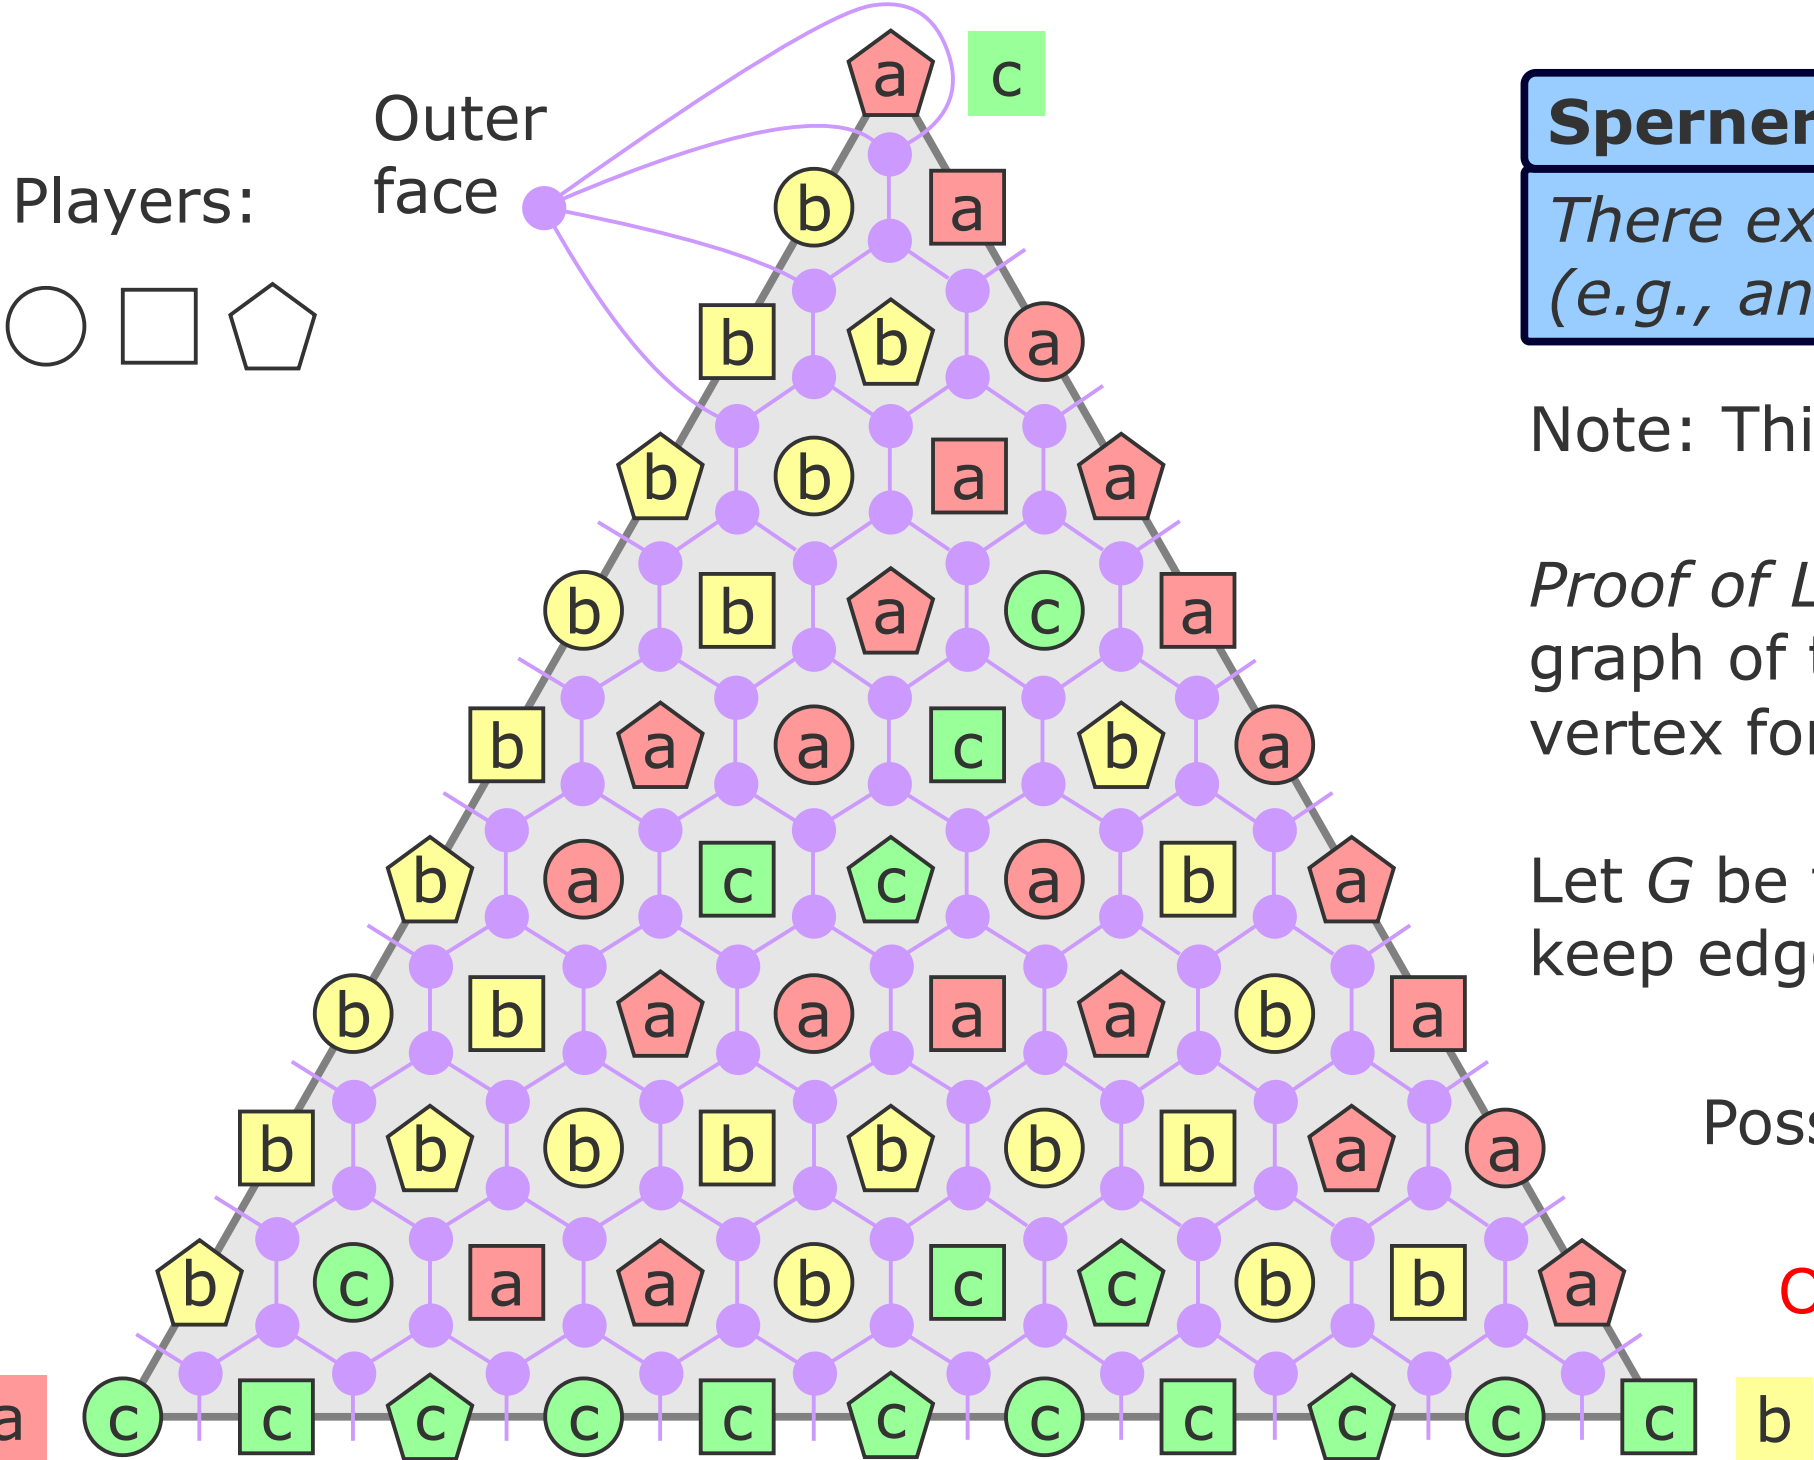 a c
Outer
face
Players:
b a
b b a
b b a a
b b a c a
b a a c b a
b a c c a b a
b b a a a a b a
b b b b b b b a a
b c a a b c c b b a
a c c c c c c c c c c c b
Sperner
There ex
(e.g., an
Note: Thi
Proof of L
graph of t
vertex for
Let G be
keep edge
Poss